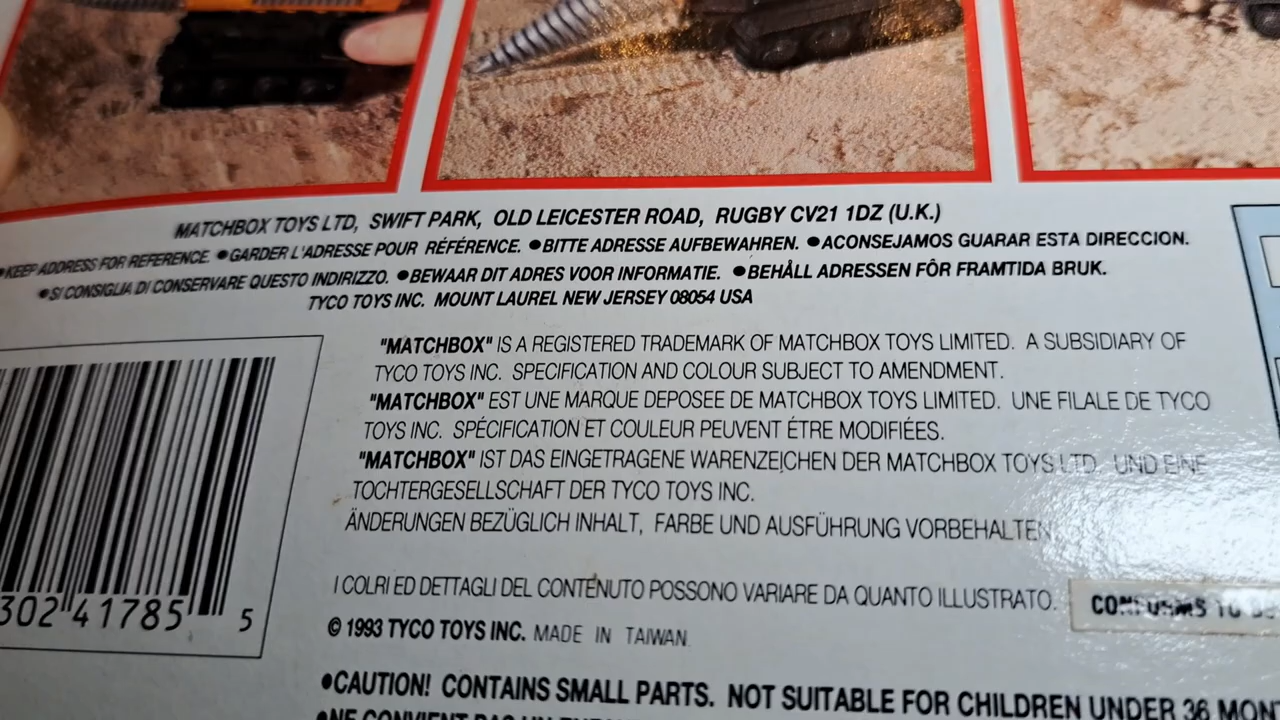 MATCHBOX TOYS LTD, SWIFT PARK, OLD LEICESTER ROAD, RUGBY CV21 1DZ (U.K.)
●KEEP ADDRESS FOR REFERENCE. ●GARDER L'ADRESSE POUR RÉFÉRENCE. ●BITTE ADRESSE AUFBEWAHREN. ●ACONSEJAMOS GUARAR ESTA DIRECCION.
●SI CONSIGLIA DI CONSERVARE QUESTO INDIRIZZO. ●BEWAAR DIT ADRES VOOR INFORMATIE. ●BEHÅLL ADRESSEN FÔR FRAMTIDA BRUK.
TYCO TOYS INC. MOUNT LAUREL NEW JERSEY 08054 USA
"MATCHBOX" IS A REGISTERED TRADEMARK OF MATCHBOX TOYS LIMITED. A SUBSIDIARY OF
TYCO TOYS INC. SPECIFICATION AND COLOUR SUBJECT TO AMENDMENT.
"MATCHBOX" EST UNE MARQUE DEPOSEE DE MATCHBOX TOYS LIMITED. UNE FILALE DE TYCO
TOYS INC. SPÉCIFICATION ET COULEUR PEUVENT ÉTRE MODIFIÉES.
"MATCHBOX" IST DAS EINGETRAGENE WARENZEICHEN DER MATCHBOX TOYS LTD. UND EINE
TOCHTERGESELLSCHAFT DER TYCO TOYS INC.
ÄNDERUNGEN BEZÜGLICH INHALT, FARBE UND AUSFÜHRUNG VORBEHALTEN
I COLRI ED DETTAGLI DEL CONTENUTO POSSONO VARIARE DA QUANTO ILLUSTRATO.
CONFORMS TO
302 41785 5
© 1993 TYCO TOYS INC. MADE IN TAIWAN
●CAUTION! CONTAINS SMALL PARTS. NOT SUITABLE FOR CHILDREN UNDER 36 MON